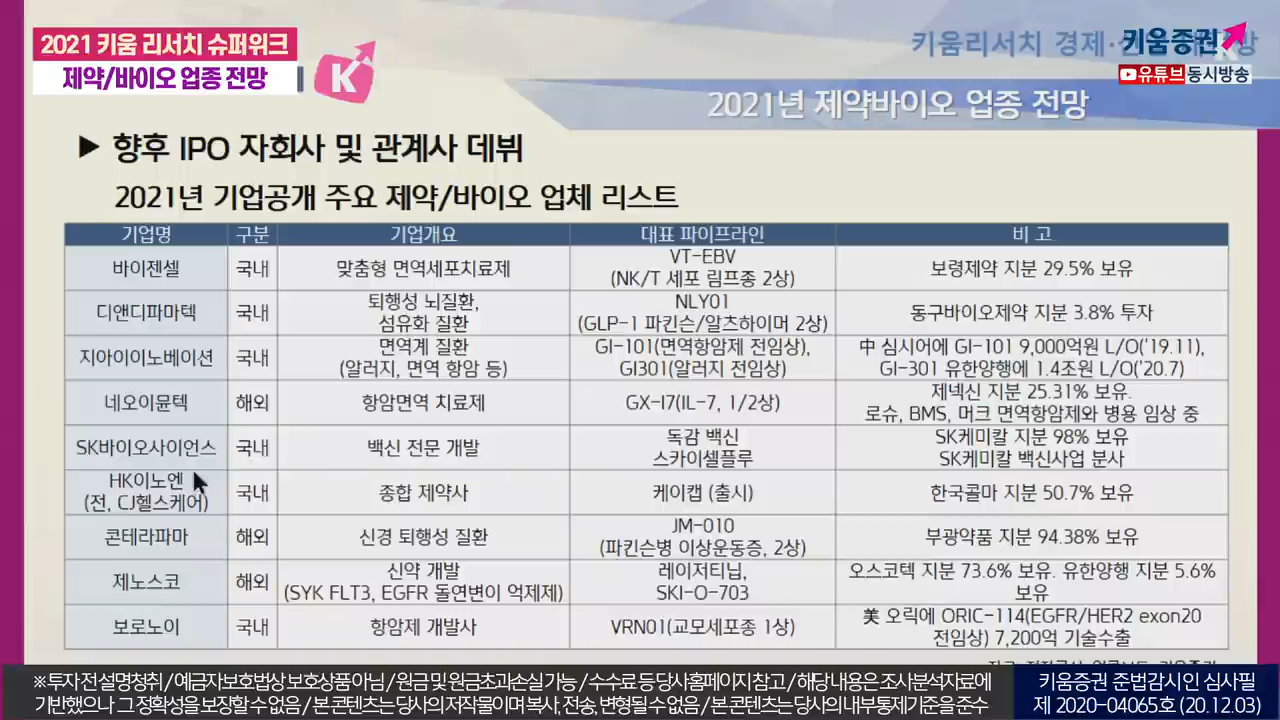 2021 키움 리서치 슈퍼위크
제약/바이오 업종 전망
K
키움리서치 경제
키움증권
유튜브동시방송
2021년 제약바이오 업종 전망
▶ 향후 IPO 자회사 및 관계사 데뷔
2021년 기업공개 주요 제약/바이오 업체 리스트
기업명 구분 기업개요 대표 파이프라인 비 고
바이젠셀 국내 맞춤형 면역세포치료제 VT-EBV
(NK/T 세포 림프종 2상) 보령제약 지분 29.5% 보유
디앤디파마텍 국내 퇴행성 뇌질환,
섬유화 질환 NLY01
(GLP-1 파킨슨/알츠하이머 2상) 동구바이오제약 지분 3.8% 투자
지아이이노베이션 국내 면역계 질환
(알러지, 면역 항암 등) GI-101(면역항암제 전임상),
GI301(알러지 전임상) 中 심시어에 GI-101 9,000억원 L/O('19.11),
GI-301 유한양행에 1.4조원 L/O('20.7)
네오이뮨텍 해외 항암면역 치료제 GX-I7(IL-7, 1/2상) 제넥신 지분 25.31% 보유.
로슈, BMS, 머크 면역항암제와 병용 임상 중
SK바이오사이언스 국내 백신 전문 개발 독감 백신
스카이셀플루 SK케미칼 지분 98% 보유
SK케미칼 백신사업 분사
HK이노엔
(전, CJ헬스케어) 국내 종합 제약사 케이캡 (출시) 한국콜마 지분 50.7% 보유
콘테라파마 해외 신경 퇴행성 질환 JM-010
(파킨슨병 이상운동증, 2상) 부광약품 지분 94.38% 보유
제노스코 해외 신약 개발
(SYK FLT3, EGFR 돌연변이 억제제) 레이저티닙,
SKI-O-703 오스코텍 지분 73.6% 보유. 유한양행 지분 5.6%
보유
보로노이 국내 항암제 개발사 VRN01(교모세포종 1상) 美 오릭에 ORIC-114(EGFR/HER2 exon20
전임상) 7,200억 기술수출
※ 투자 전 설명청취 / 예금자보호법상 보호상품 아님 / 원금 및 원금초과손실 가능 / 수수료 등 당사 홈페이지 참고 / 해당 내용은 조사분석자료에
기반했으나 그 정확성을 보장할 수 없음 / 본 콘텐츠는 당사의 저작물이며 복사, 전송, 변형될 수 없음 / 본 콘텐츠는 당사의 내부통제기준을 준수
키움증권 준법감시인 심사필
제 2020-04065호 (20.12.03)